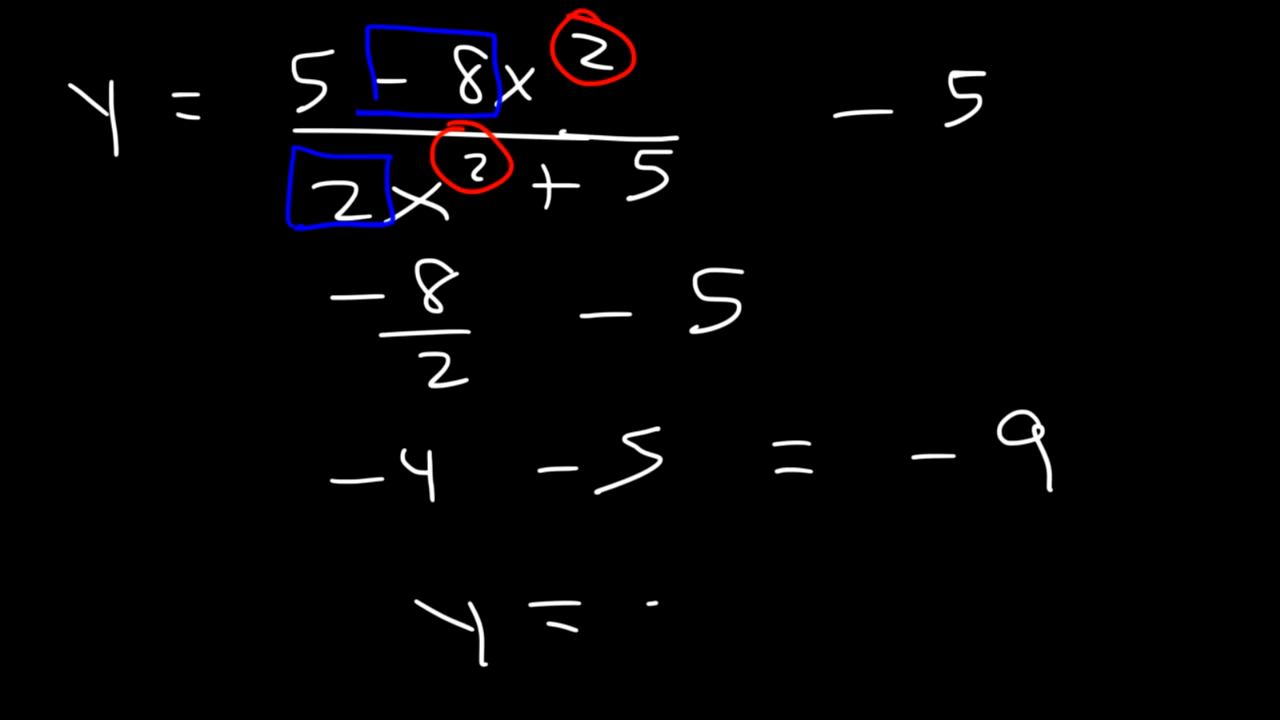 y = 5 - 8x² / 2x² + 5 - 5
-8/2 - 5
-4 - 5 = -9
y =